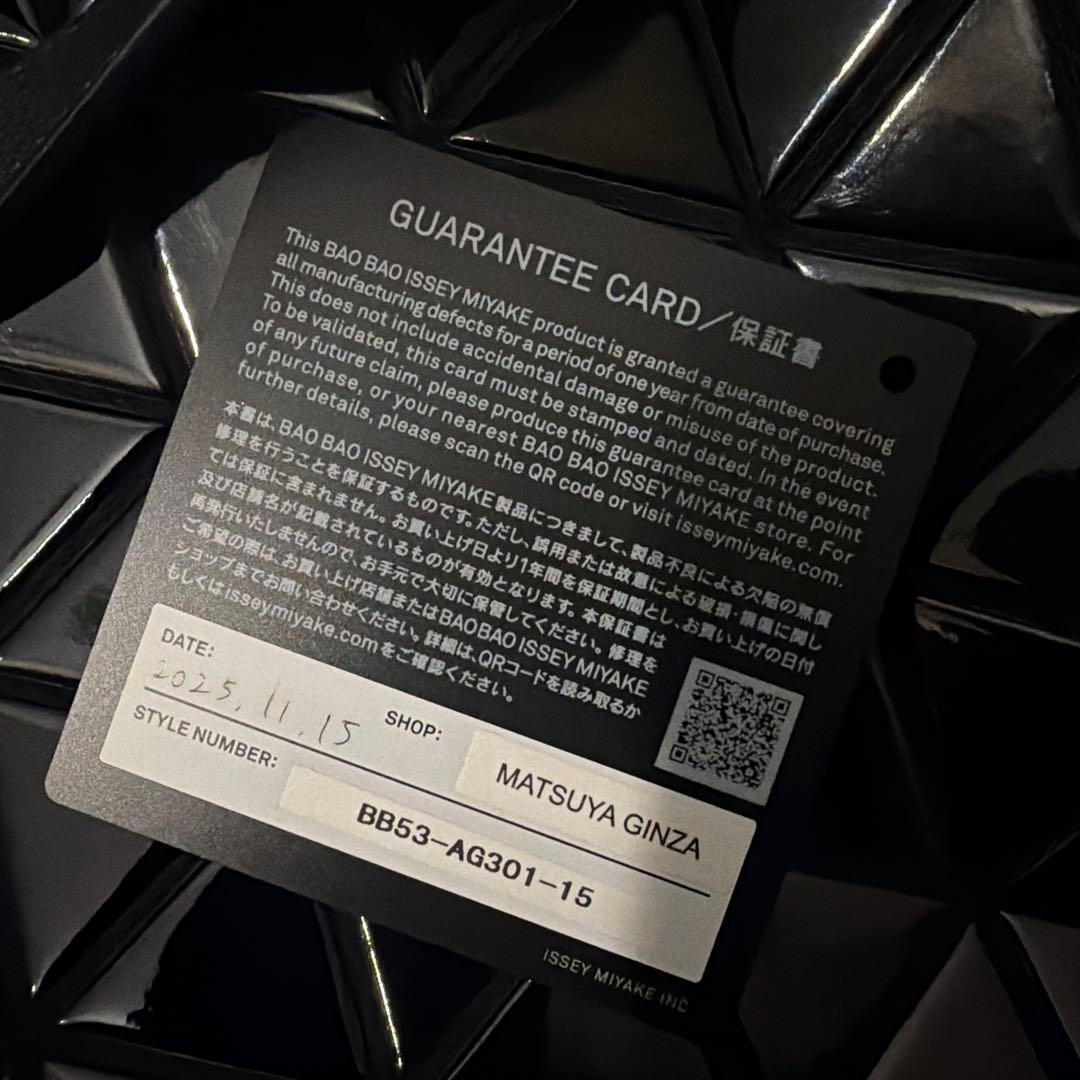 GUARANTEE CARD/保証書
This BAO BAO ISSEY MIYAKE product is granted a guarantee covering
all manufacturing defects for a period of one year from date of purchase.
This does not include accidental damage or misuse of the product.
To be validated, this card must be stamped and dated. In the event
of any future claim, please produce this guarantee card at the point
of purchase, or your nearest BAO BAO ISSEY MIYAKE store. For
further details, please scan the QR code or visit isseymiyake.com.
本書は、BAO BAO ISSEY MIYAKE製品につきまして、製品不良による欠陥の無償
修理を行うことを保証するものです。ただし、誤用または故意による破損、損傷に関し
ては保証に含まれません。お買い上げ日より1年間を保証期間とし、お買い上げの日付
及び店舗名が記載されているものが有効となります。本保証書は
再発行いたしませんので、お手元で大切に保管してください。修理を
ご希望の際は、お買い上げ店舗またはBAO BAO ISSEY MIYAKE
ショップまでお問い合わせください。詳細は、QRコードを読み取るか
もしくはisseymiyake.comをご確認ください。
DATE: 2025.11.15 SHOP: MATSUYA GINZA
STYLE NUMBER: BB53-AG301-15
ISSEY MIYAKE INC